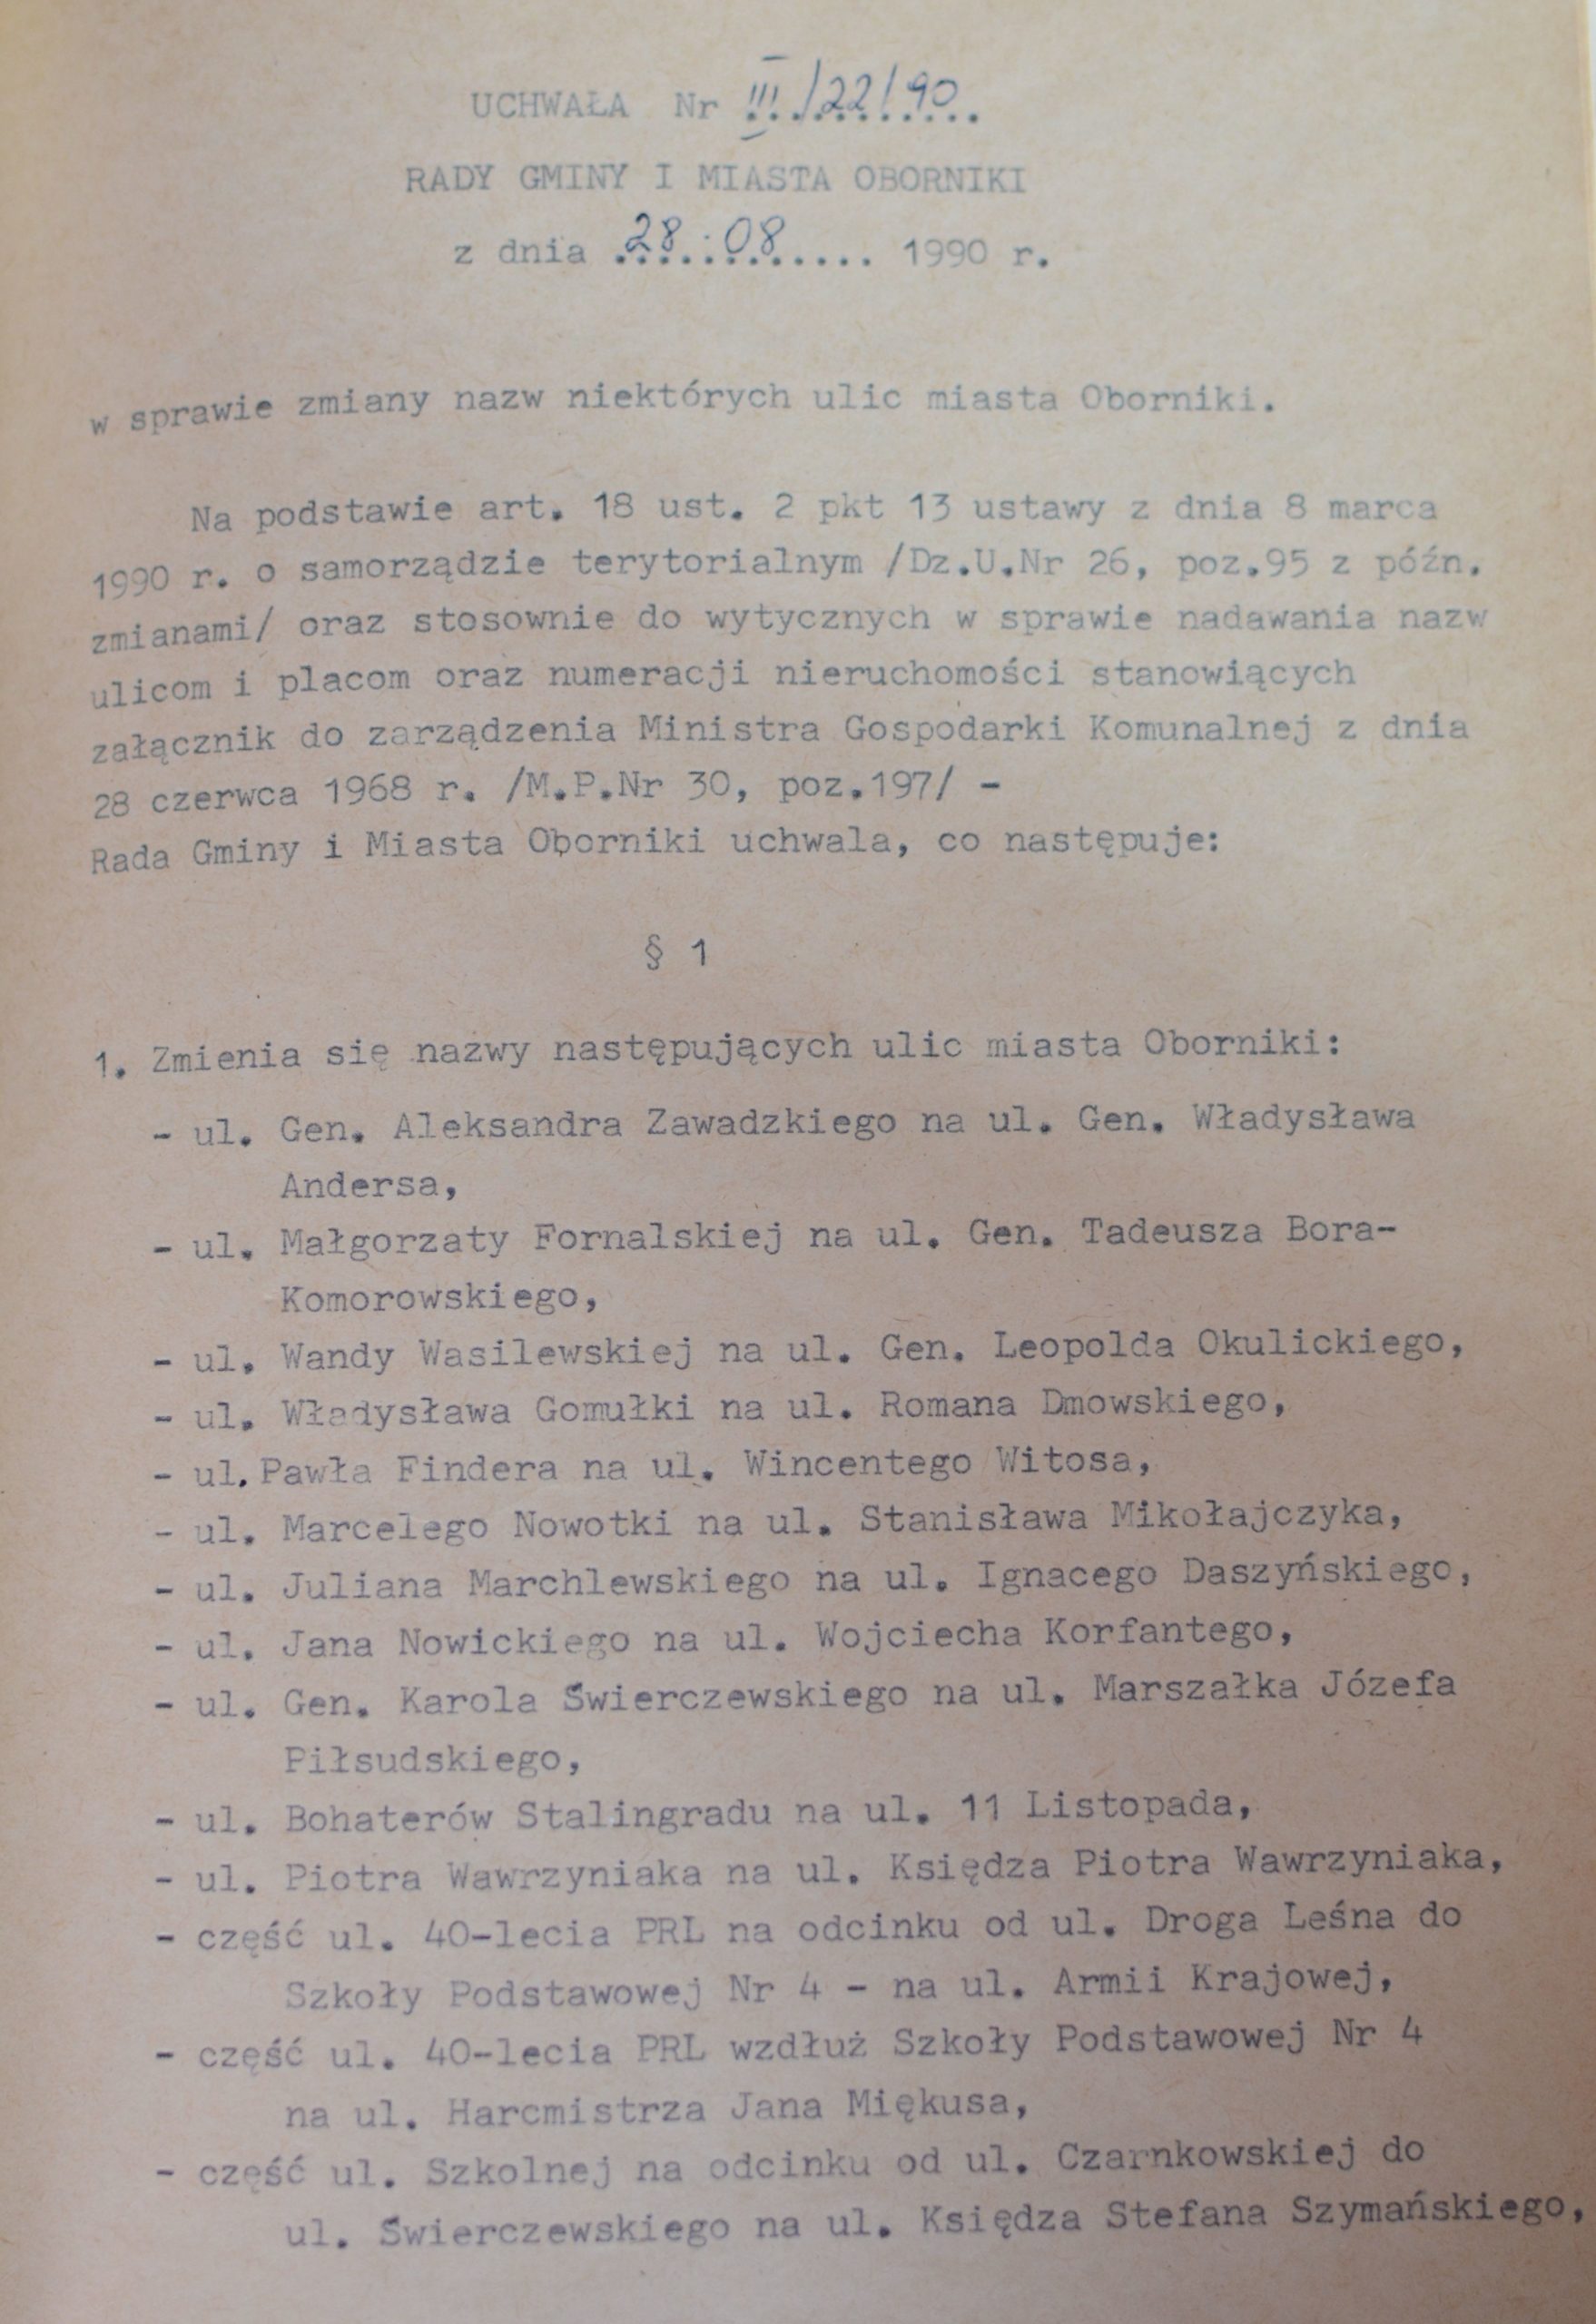 UCHWAŁA Nr III/22/90
RADY GMINY I MIASTA OBORNIKI
z dnia 28.08. 1990 r.
w sprawie zmiany nazw niektórych ulic miasta Oborniki.
Na podstawie art. 18 ust. 2 pkt 13 ustawy z dnia 8 marca
1990 r. o samorządzie terytorialnym /Dz.U.Nr 26, poz.95 z późn.
zmianami/ oraz stosownie do wytycznych w sprawie nadawania nazw
ulicom i placom oraz numeracji nieruchomości stanowiących
załącznik do zarządzenia Ministra Gospodarki Komunalnej z dnia
28 czerwca 1968 r. /M.P.Nr 30, poz.197/ -
Rada Gminy i Miasta Oborniki uchwala, co następuje:
§ 1
1. Zmienia się nazwy następujących ulic miasta Oborniki:
- ul. Gen. Aleksandra Zawadzkiego na ul. Gen. Władysława
Andersa,
- ul. Małgorzaty Fornalskiej na ul. Gen. Tadeusza Bora-
Komorowskiego,
- ul. Wandy Wasilewskiej na ul. Gen. Leopolda Okulickiego,
- ul. Władysława Gomułki na ul. Romana Dmowskiego,
- ul. Pawła Findera na ul. Wincentego Witosa,
- ul. Marcelego Nowotki na ul. Stanisława Mikołajczyka,
- ul. Juliana Marchlewskiego na ul. Ignacego Daszyńskiego,
- ul. Jana Nowickiego na ul. Wojciecha Korfantego,
- ul. Gen. Karola Świerczewskiego na ul. Marszałka Józefa
Piłsudskiego,
- ul. Bohaterów Stalingradu na ul. 11 Listopada,
- ul. Piotra Wawrzyniaka na ul. Księdza Piotra Wawrzyniaka,
- część ul. 40-lecia PRL na odcinku od ul. Droga Leśna do
Szkoły Podstawowej Nr 4 - na ul. Armii Krajowej,
- część ul. 40-lecia PRL wzdłuż Szkoły Podstawowej Nr 4
na ul. Harcmistrza Jana Miękusa,
- część ul. Szkolnej na odcinku od ul. Czarnkowskiej do
ul. Świerczewskiego na ul. Księdza Stefana Szymańskiego,